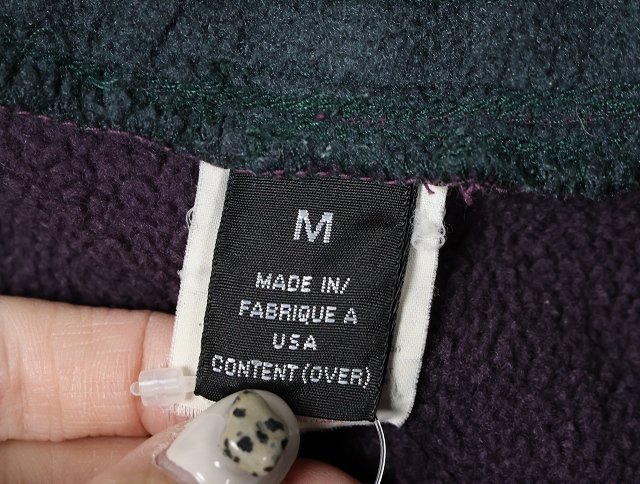 M
MADE IN/
FABRIQUE A
USA
CONTENT (OVER)